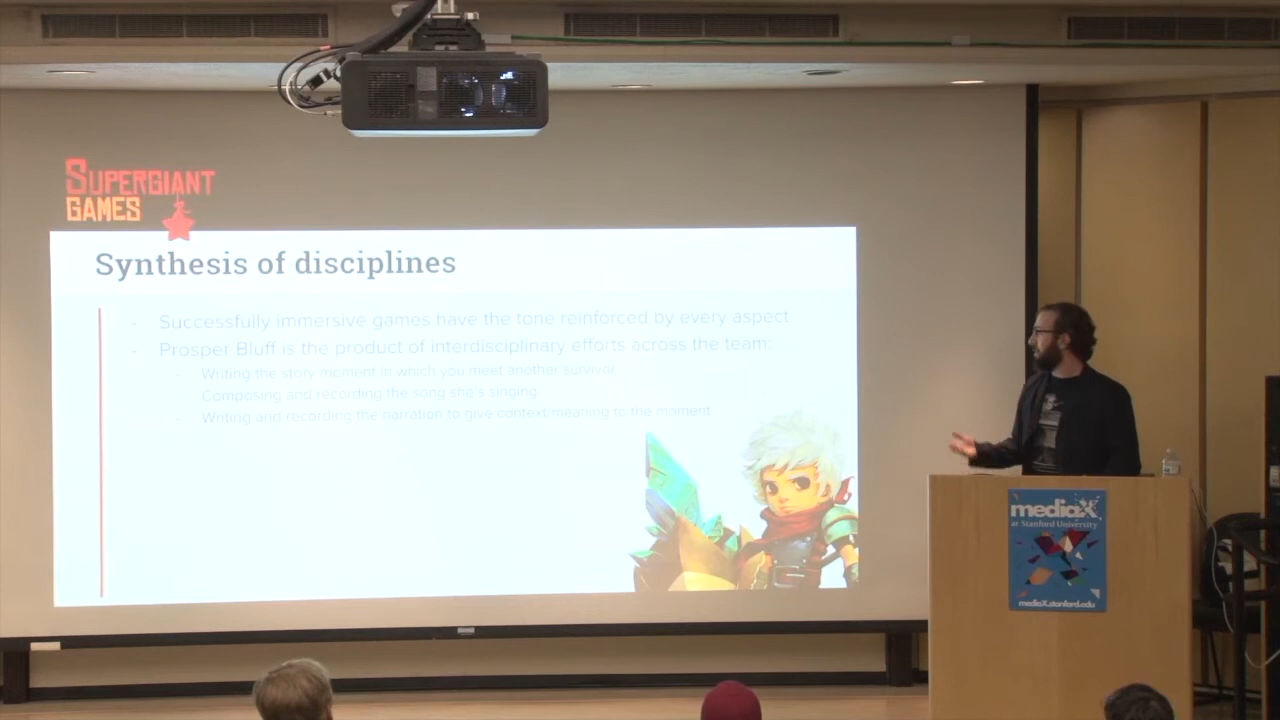 SUPERGIANT
GAMES
Synthesis of disciplines
- Successfully immersive games have the tone reinforced by every aspect
- Prosper Bluff is the product of interdisciplinary efforts across the team:
- Writing the story moment in which you meet another survivor
- Composing and recording the song she's singing
- Writing and recording the narration to give context/meaning to the moment
mediaX
at Stanford University
mediaX.stanford.edu